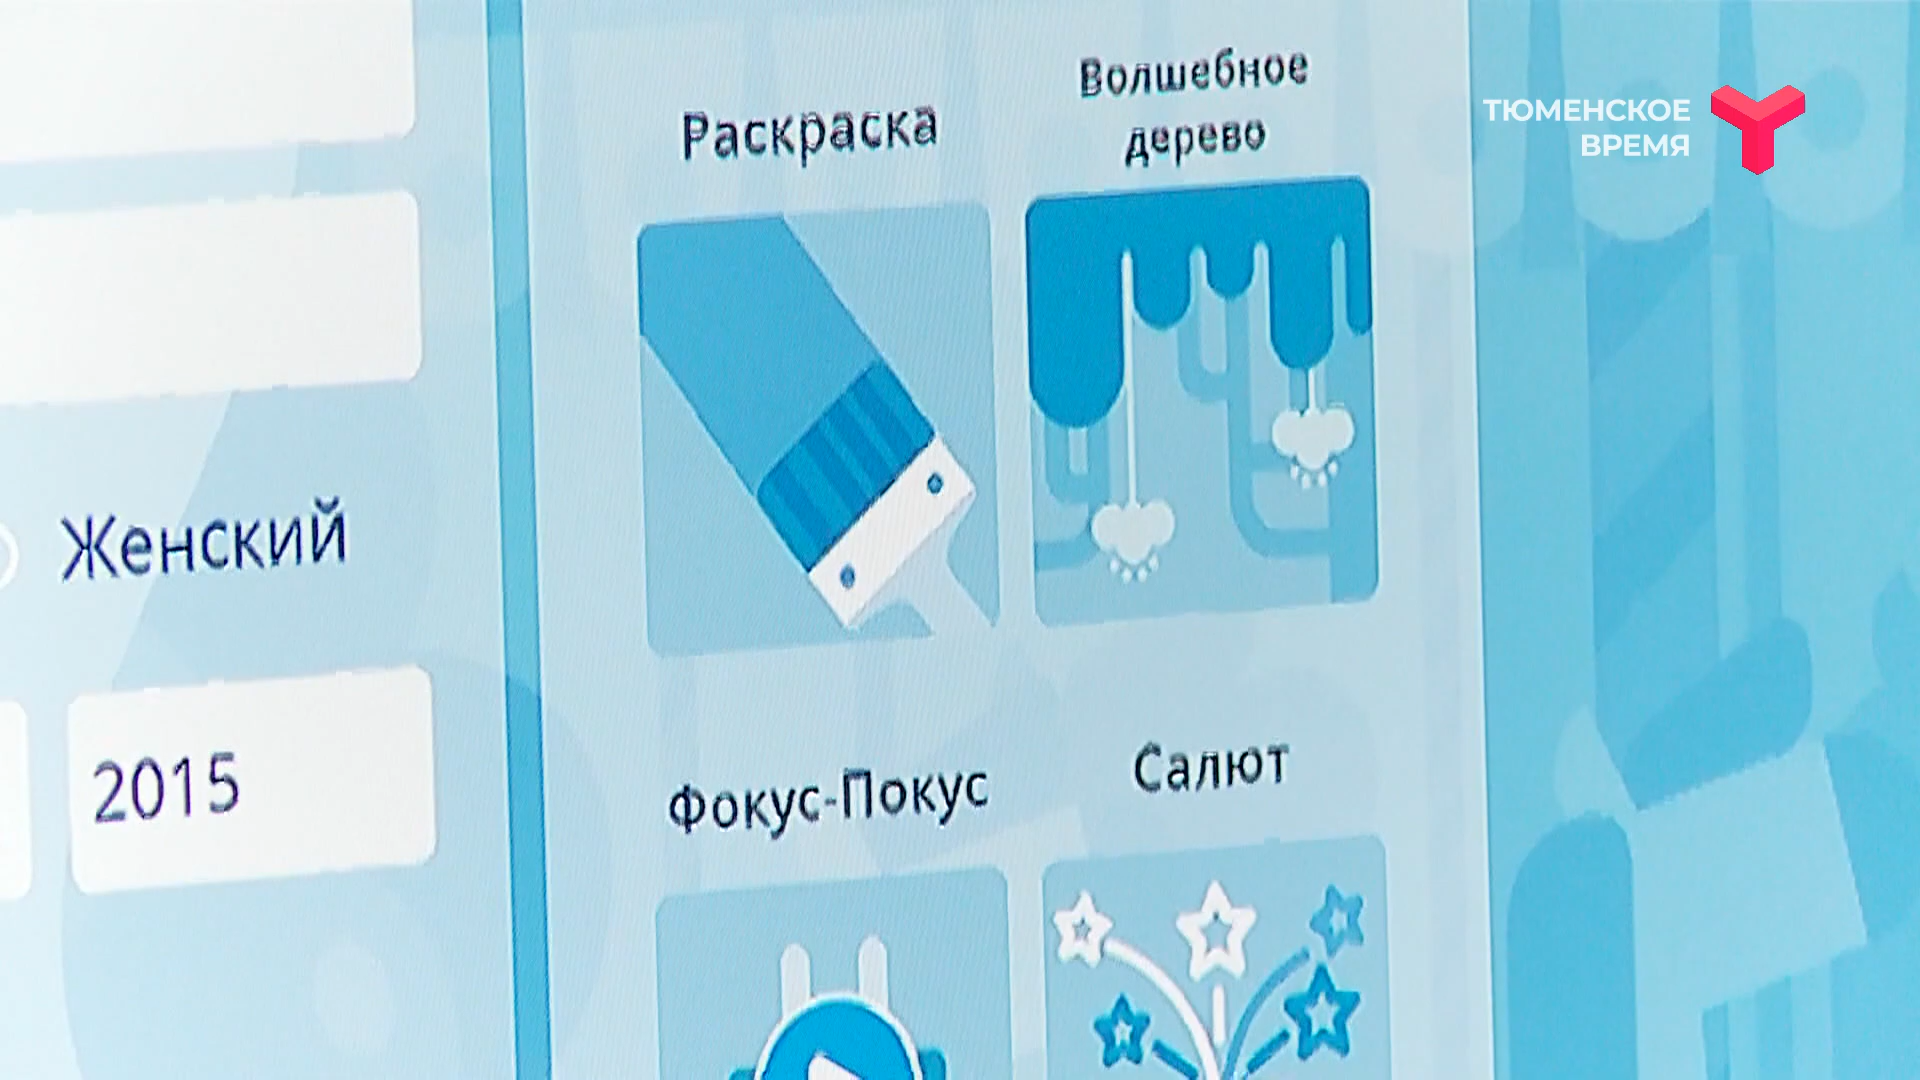 Раскраска
Волшебное
дерево
ТЮМЕНСКОЕ
ВРЕМЯ
Женский
2015
Фокус-Покус
Салют